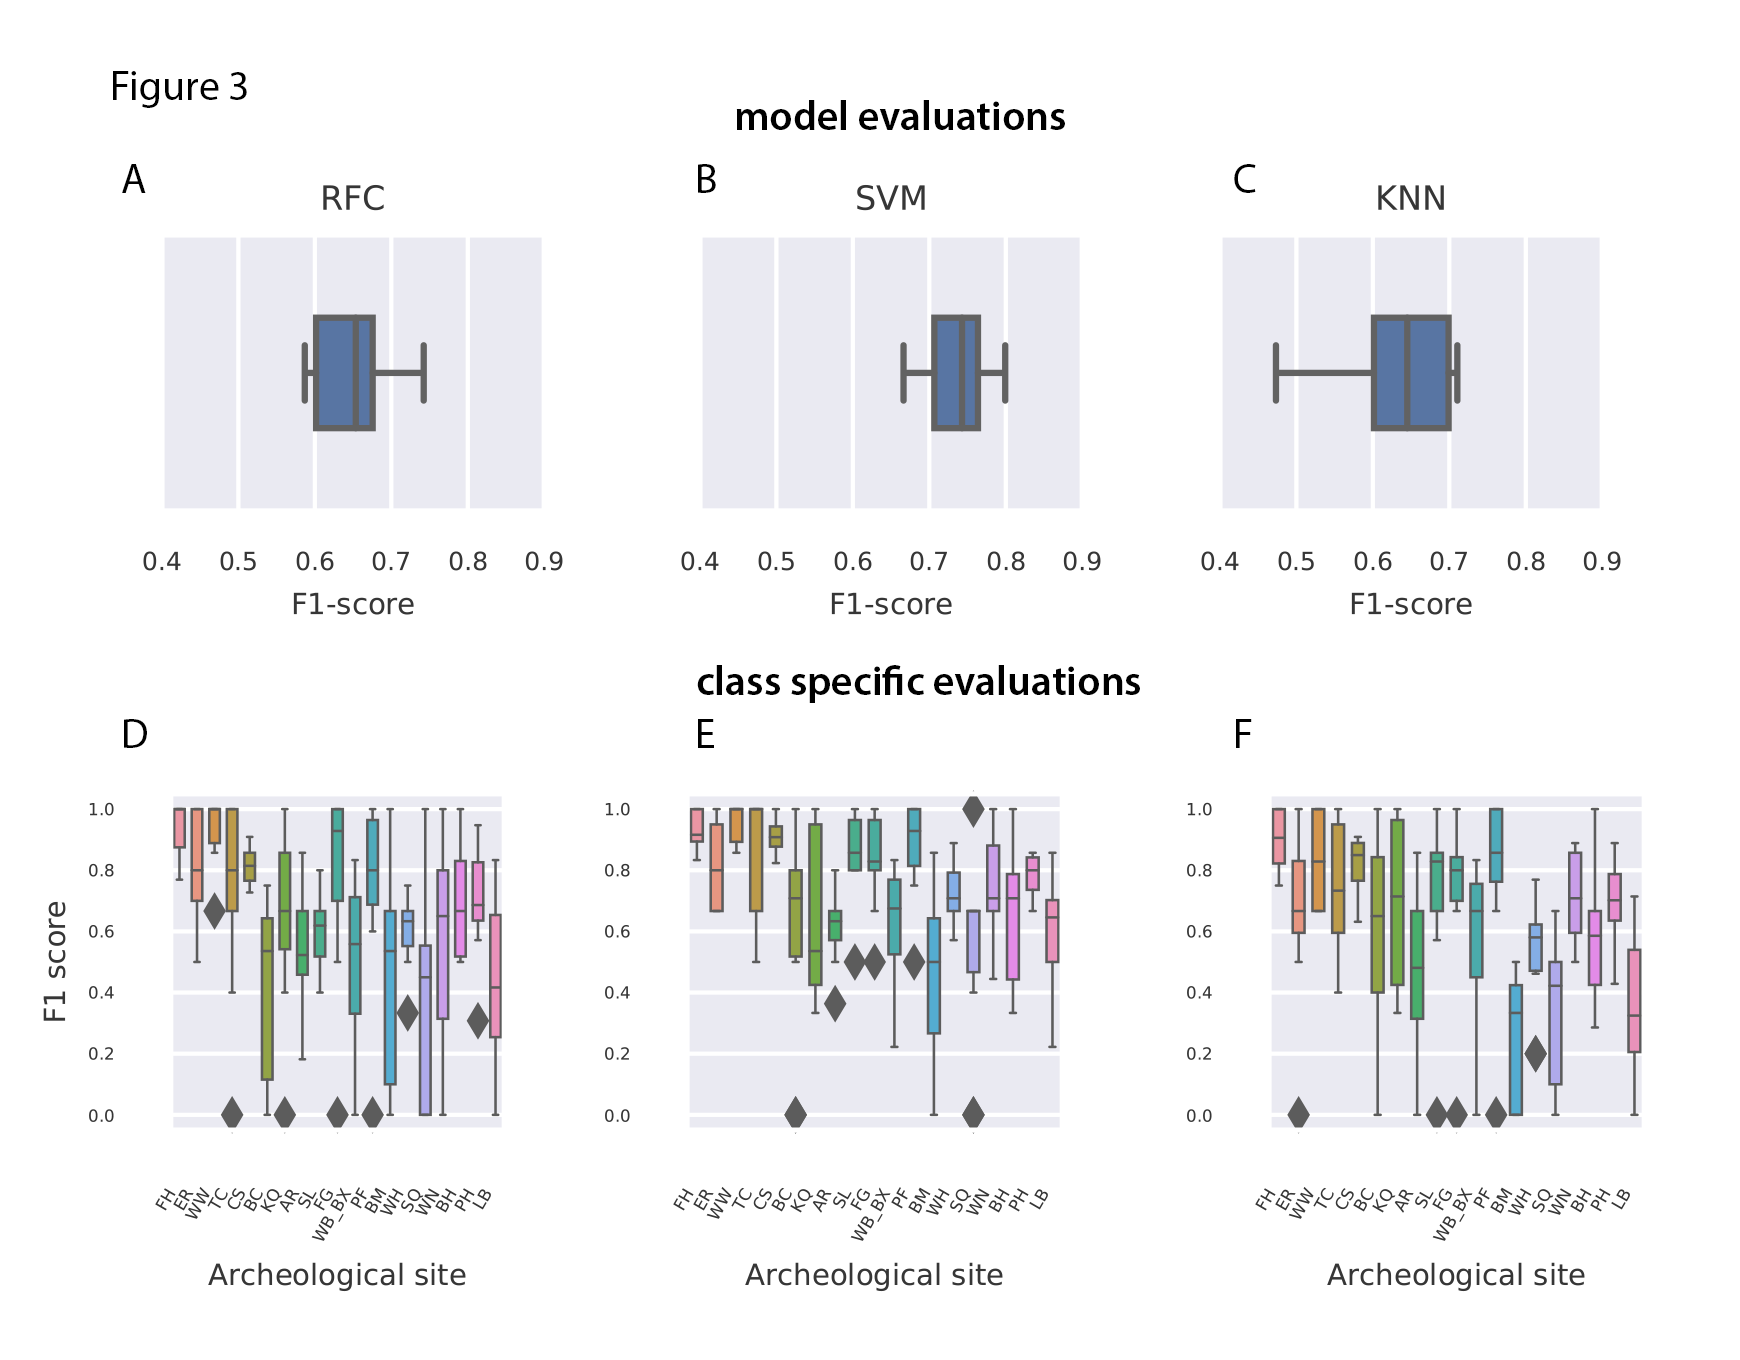 Figure 3
model evaluations
A
B
C
RFC
SVM
KNN
0.4 0.5 0.6 0.7 0.8 0.9
0.4 0.5 0.6 0.7 0.8 0.9
0.4 0.5 0.6 0.7 0.8 0.9
F1-score
F1-score
F1-score
class specific evaluations
D
E
F
F1 score
1.0
0.8
0.6
0.4
0.2
0.0
1.0
0.8
0.6
0.4
0.2
0.0
1.0
0.8
0.6
0.4
0.2
0.0
FH ER WW TC CS BC KQ AR SL FG WB_BX PF BM WH SQ WN BH PH LB
FH ER WW TC CS BC KQ AR SL FG WB_BX PF BM WH SQ WN BH PH LB
FH ER WW TC CS BC KQ AR SL FG WB_BX PF BM WH SQ WN BH PH LB
Archeological site
Archeological site
Archeological site